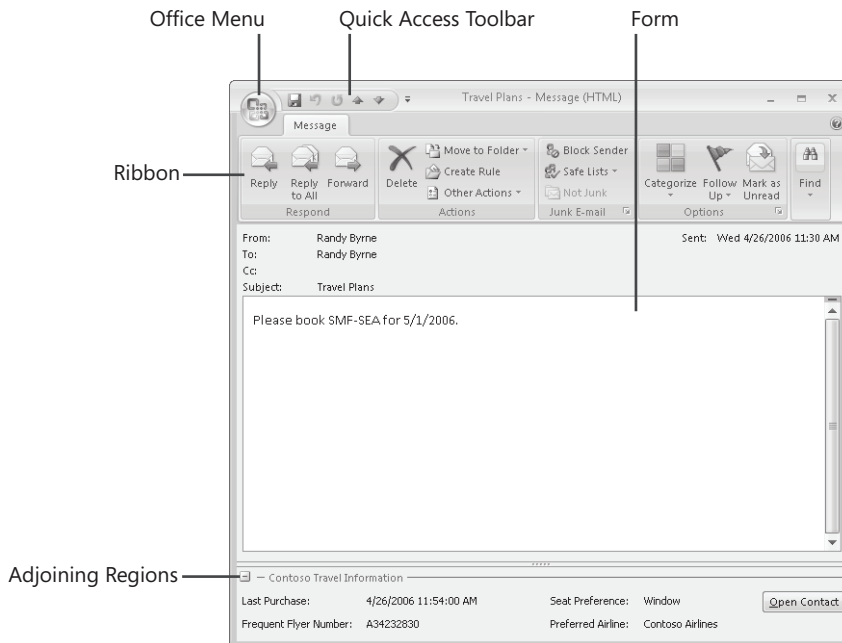 Office Menu Quick Access Toolbar Form
Travel Plans - Message (HTML)
Message
Ribbon
Reply Reply to All Forward
Respond
Delete
Move to Folder
Create Rule
Other Actions
Actions
Block Sender
Safe Lists
Not Junk
Junk E-mail
Categorize Follow Up Mark as Unread
Options
Find
From: Randy Byrne Sent: Wed 4/26/2006 11:30 AM
To: Randy Byrne
Cc:
Subject: Travel Plans
Please book SMF-SEA for 5/1/2006.
Adjoining Regions
Contoso Travel Information
Last Purchase: 4/26/2006 11:54:00 AM Seat Preference: Window Open Contact
Frequent Flyer Number: A34232830 Preferred Airline: Contoso Airlines